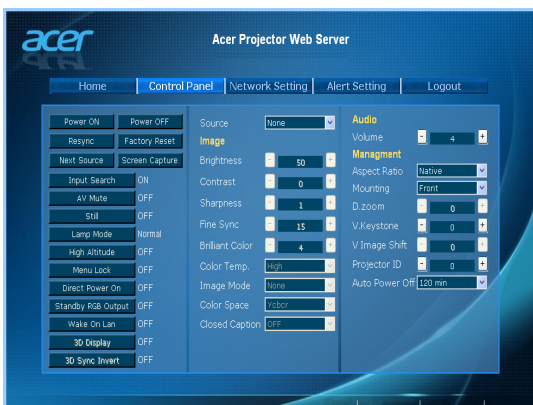 acer
Acer Projector Web Server
Home Control Panel Network Setting Alert Setting Logout
Power ON Power OFF
Resync Factory Reset
Next Source Screen Capture
Input Search ON
AV Mute OFF
Still OFF
Lamp Mode Normal
High Altitude OFF
Menu Lock OFF
Direct Power On OFF
Standby RGB Output OFF
Wake On Lan OFF
3D Display OFF
3D Sync Invert OFF
Source None
Image
Brightness - 50 +
Contrast - 0 +
Sharpness - 1 +
Fine Sync - 15 +
Brilliant Color - 4 +
Color Temp. High
Image Mode None
Color Space Ycbcr
Closed Caption OFF
Audio
Volume - 4 +
Managment
Aspect Ratio Native
Mounting Front
D.zoom - 0 +
V.Keystone - 0 +
V Image Shift - 0 +
Projector ID - 0 +
Auto Power Off 120 min